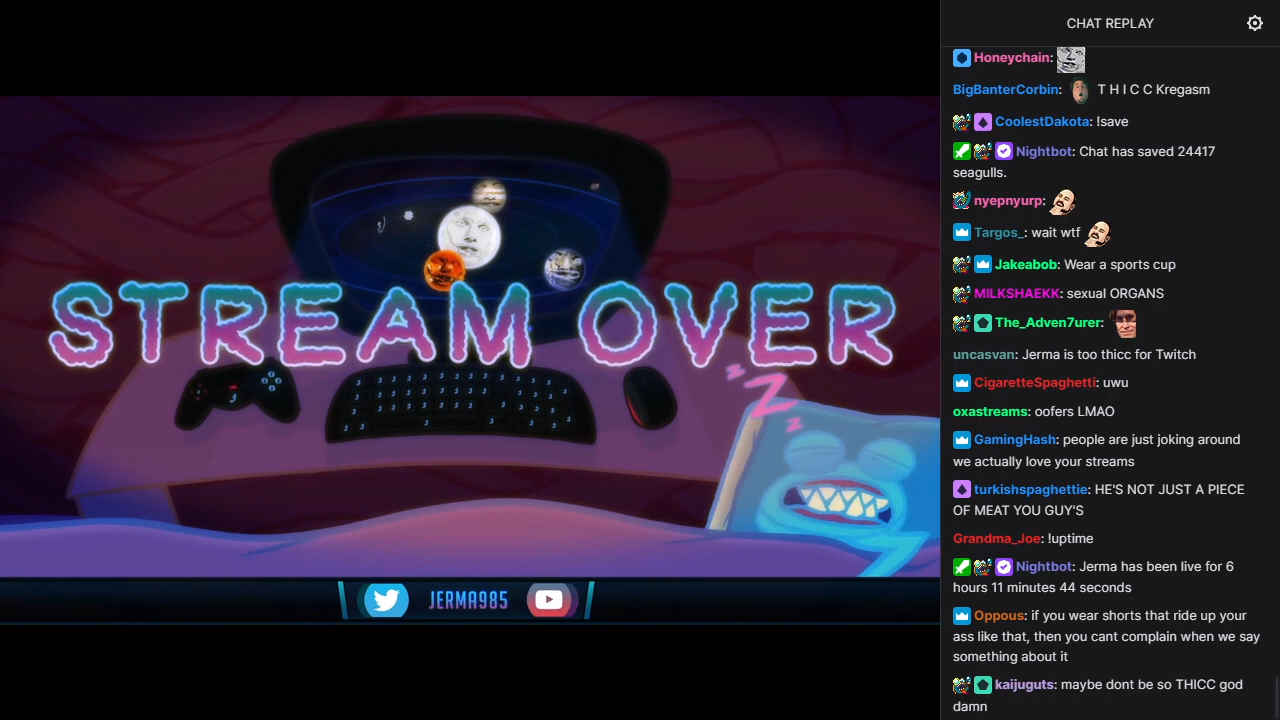 STREAM OVER
z
Z
z
JERMA985
CHAT REPLAY
Honeychain:
BigBanterCorbin: T H I C C Kregasm
CoolestDakota: !save
Nightbot: Chat has saved 24417
seagulls.
nyepnyurp:
Targos_: wait wtf
Jakeabob: Wear a sports cup
MILKSHAEKK: sexual ORGANS
The_Adven7urer:
uncasvan: Jerma is too thicc for Twitch
CigaretteSpaghetti: uwu
oxastreams: oofers LMAO
GamingHash: people are just joking around
we actually love your streams
turkishspaghettie: HE'S NOT JUST A PIECE
OF MEAT YOU GUY'S
Grandma_Joe: !uptime
Nightbot: Jerma has been live for 6
hours 11 minutes 44 seconds
Oppous: if you wear shorts that ride up your
ass like that, then you cant complain when we say
something about it
kaijuguts: maybe dont be so THICC god
damn